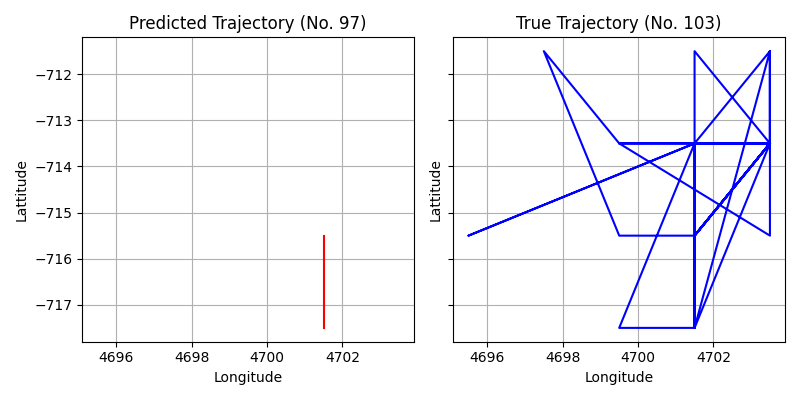 Predicted Trajectory (No. 97)
True Trajectory (No. 103)
Lattitude
−712
−713
−714
−715
−716
−717
4696
4698
4700
4702
Longitude
Lattitude
4696
4698
4700
4702
Longitude